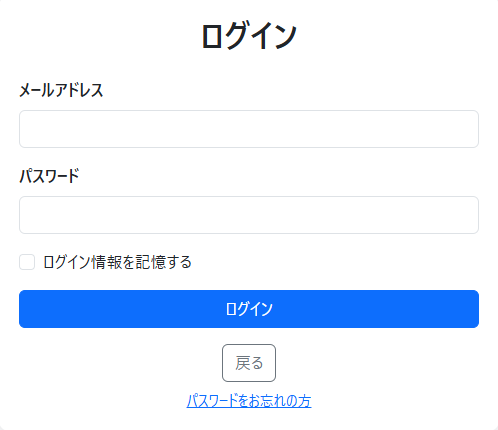 ログイン
メールアドレス
パスワード
ログイン情報を記憶する
ログイン
戻る
パスワードをお忘れの方